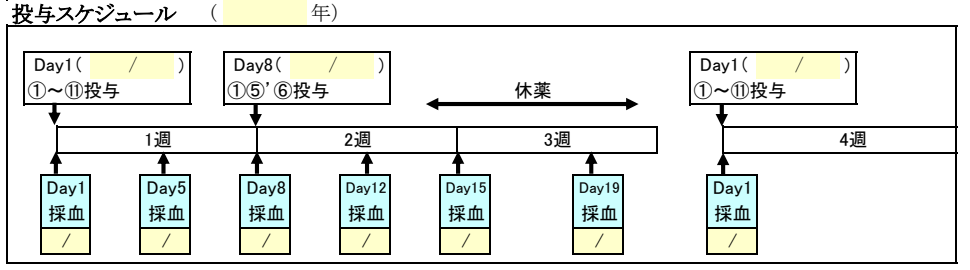 投与スケジュール （ 年）
Day1( / )
①～⑪投与
Day8( / )
①⑤’⑥投与
休薬
Day1( / )
①～⑪投与
1週 2週 3週 4週
Day1 Day5 Day8 Day12 Day15 Day19 Day1
採血 採血 採血 採血 採血 採血 採血
/ / / / / / /